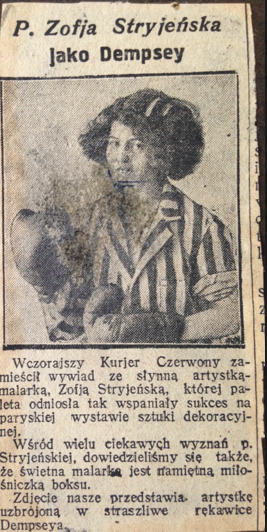 P. Zofja Stryjeńska
jako Dempsey
Wczorajszy Kurjer Czerwony za-
mieścił wywiad ze słynną artystką-
malarką, Zofją Stryjeńską, której pa-
leta odniosła tak wspaniały sukces na
paryskiej wystawie sztuki dekoracyj-
nej.
Wśród wielu ciekawych wyznań p.
Stryjeńskiej, dowiedzieliśmy się także,
że świetna malarka jest namiętną miło-
śniczką boksu.
Zdjęcie nasze przedstawia artystkę
uzbrojoną w straszliwe rękawice
Dempseya.